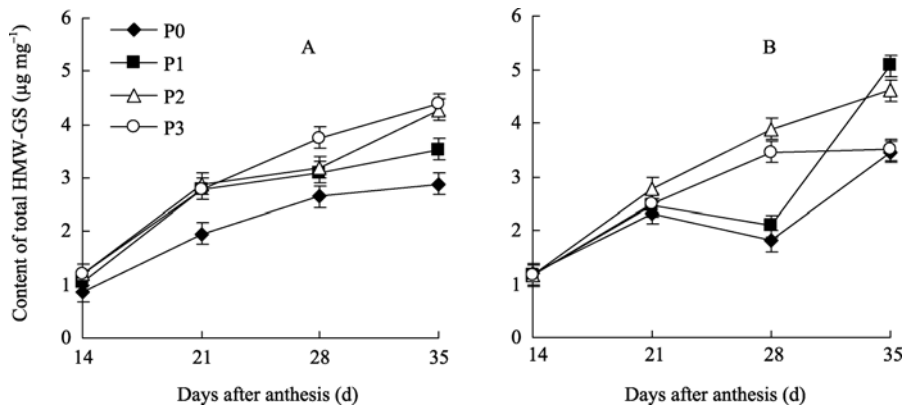 Content of total HMW-GS (μg mg⁻¹)
6
5
4
3
2
1
0
P0
P1
P2
P3
A
14
21
28
35
Days after anthesis (d)
6
5
4
3
2
1
0
B
14
21
28
35
Days after anthesis (d)